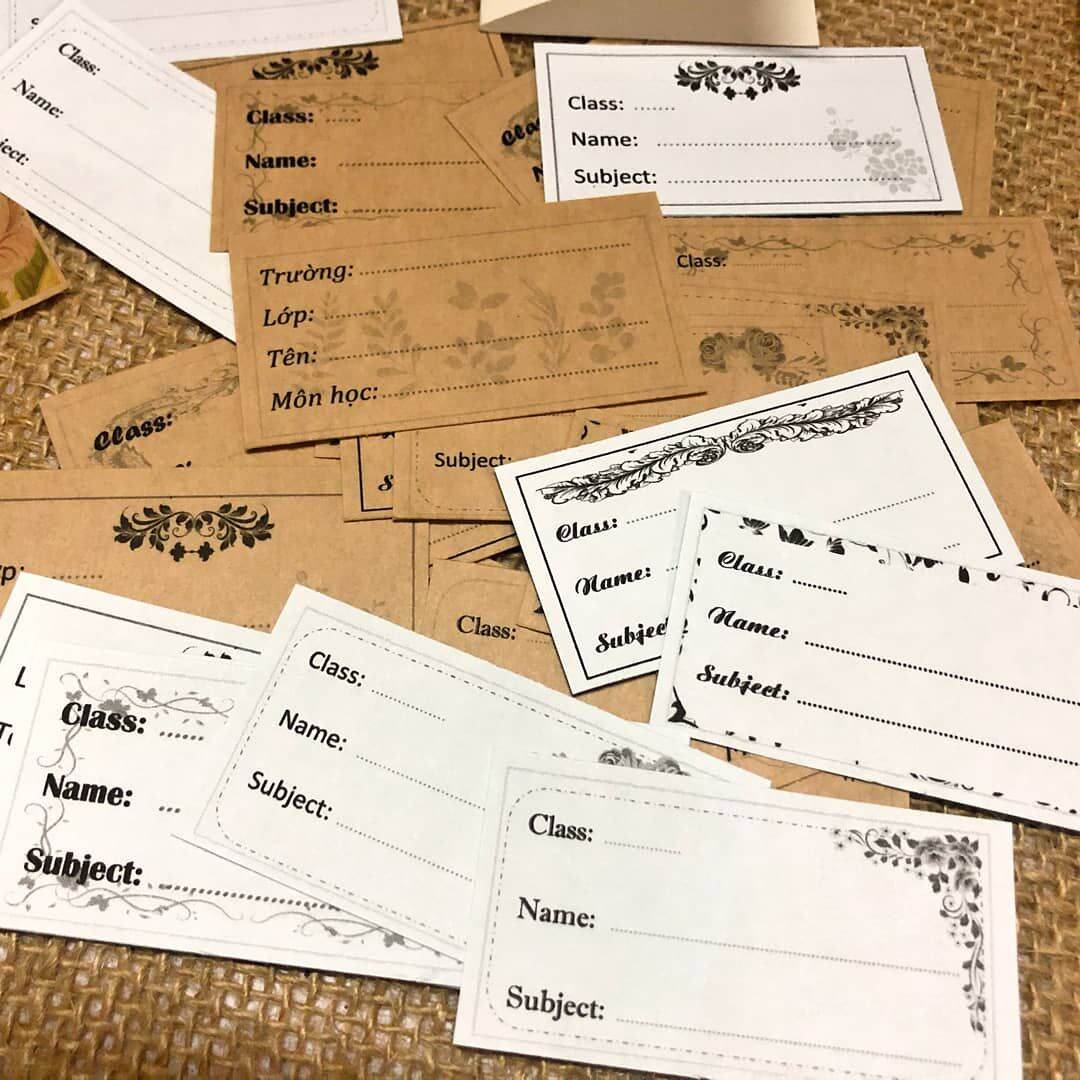 Class: ..........
Name: ..........
Class: ......
Name: ..........
Subject: ..........
Class: .......
Name: ..........
Subject: ..........
Trường: ..........
Lớp: ..........
Tên: ..........
Môn học: ..........
Class: ..........
Class:
Subject:
Class: ..........
Name: ..........
Class: ..........
Name: ..........
Subject: ..........
Class: ..........
Class: ......
Name: ...
Subject: ..........
Class: ..........
Name: ..........
Subject: ..........
Class: ..........
Name: ..........
Subject: ..........